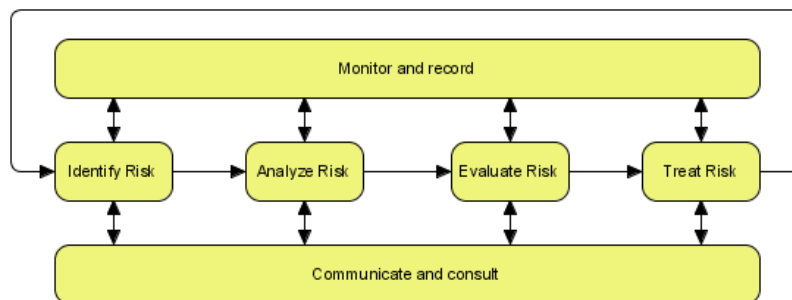 Monitor and record
Identify Risk
Analyze Risk
Evaluate Risk
Treat Risk
Communicate and consult